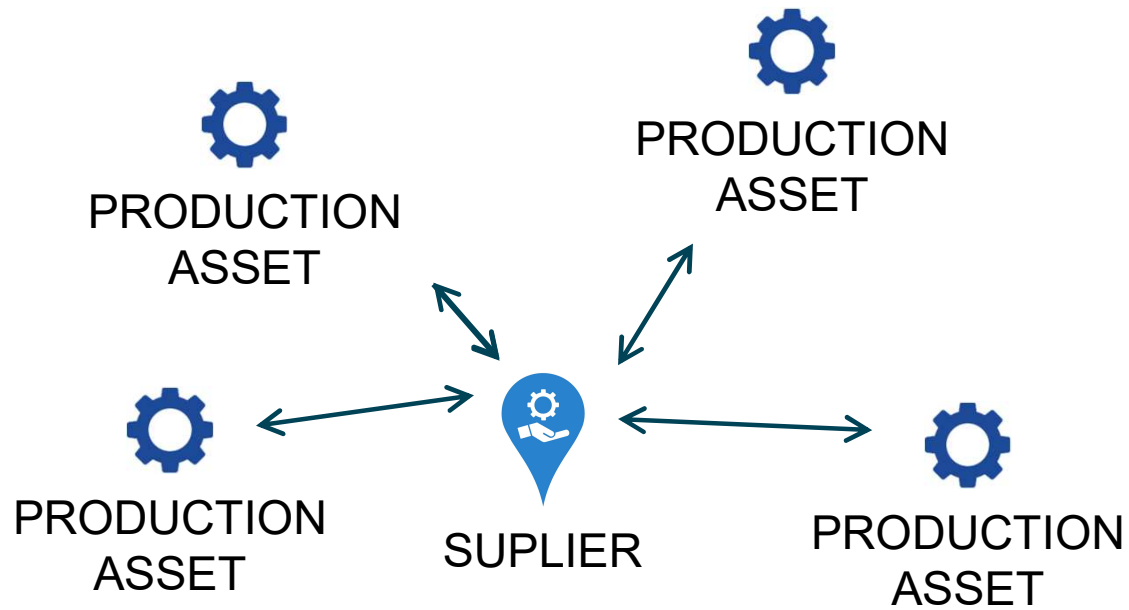 PRODUCTION
ASSET
PRODUCTION
ASSET
PRODUCTION
ASSET
SUPLIER
PRODUCTION
ASSET